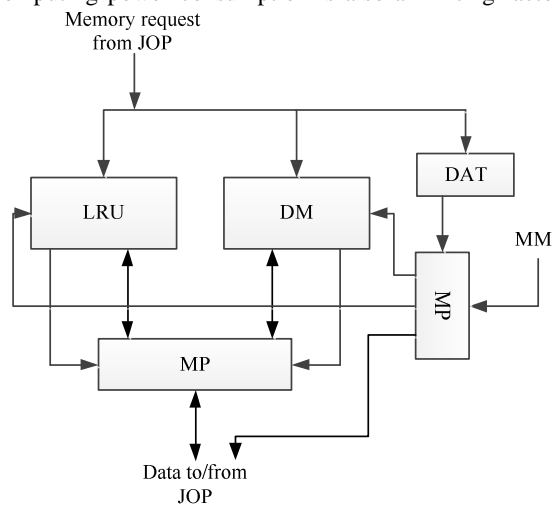 Memory request
from JOP
DAT
LRU
DM
MM
MP
MP
Data to/from
JOP